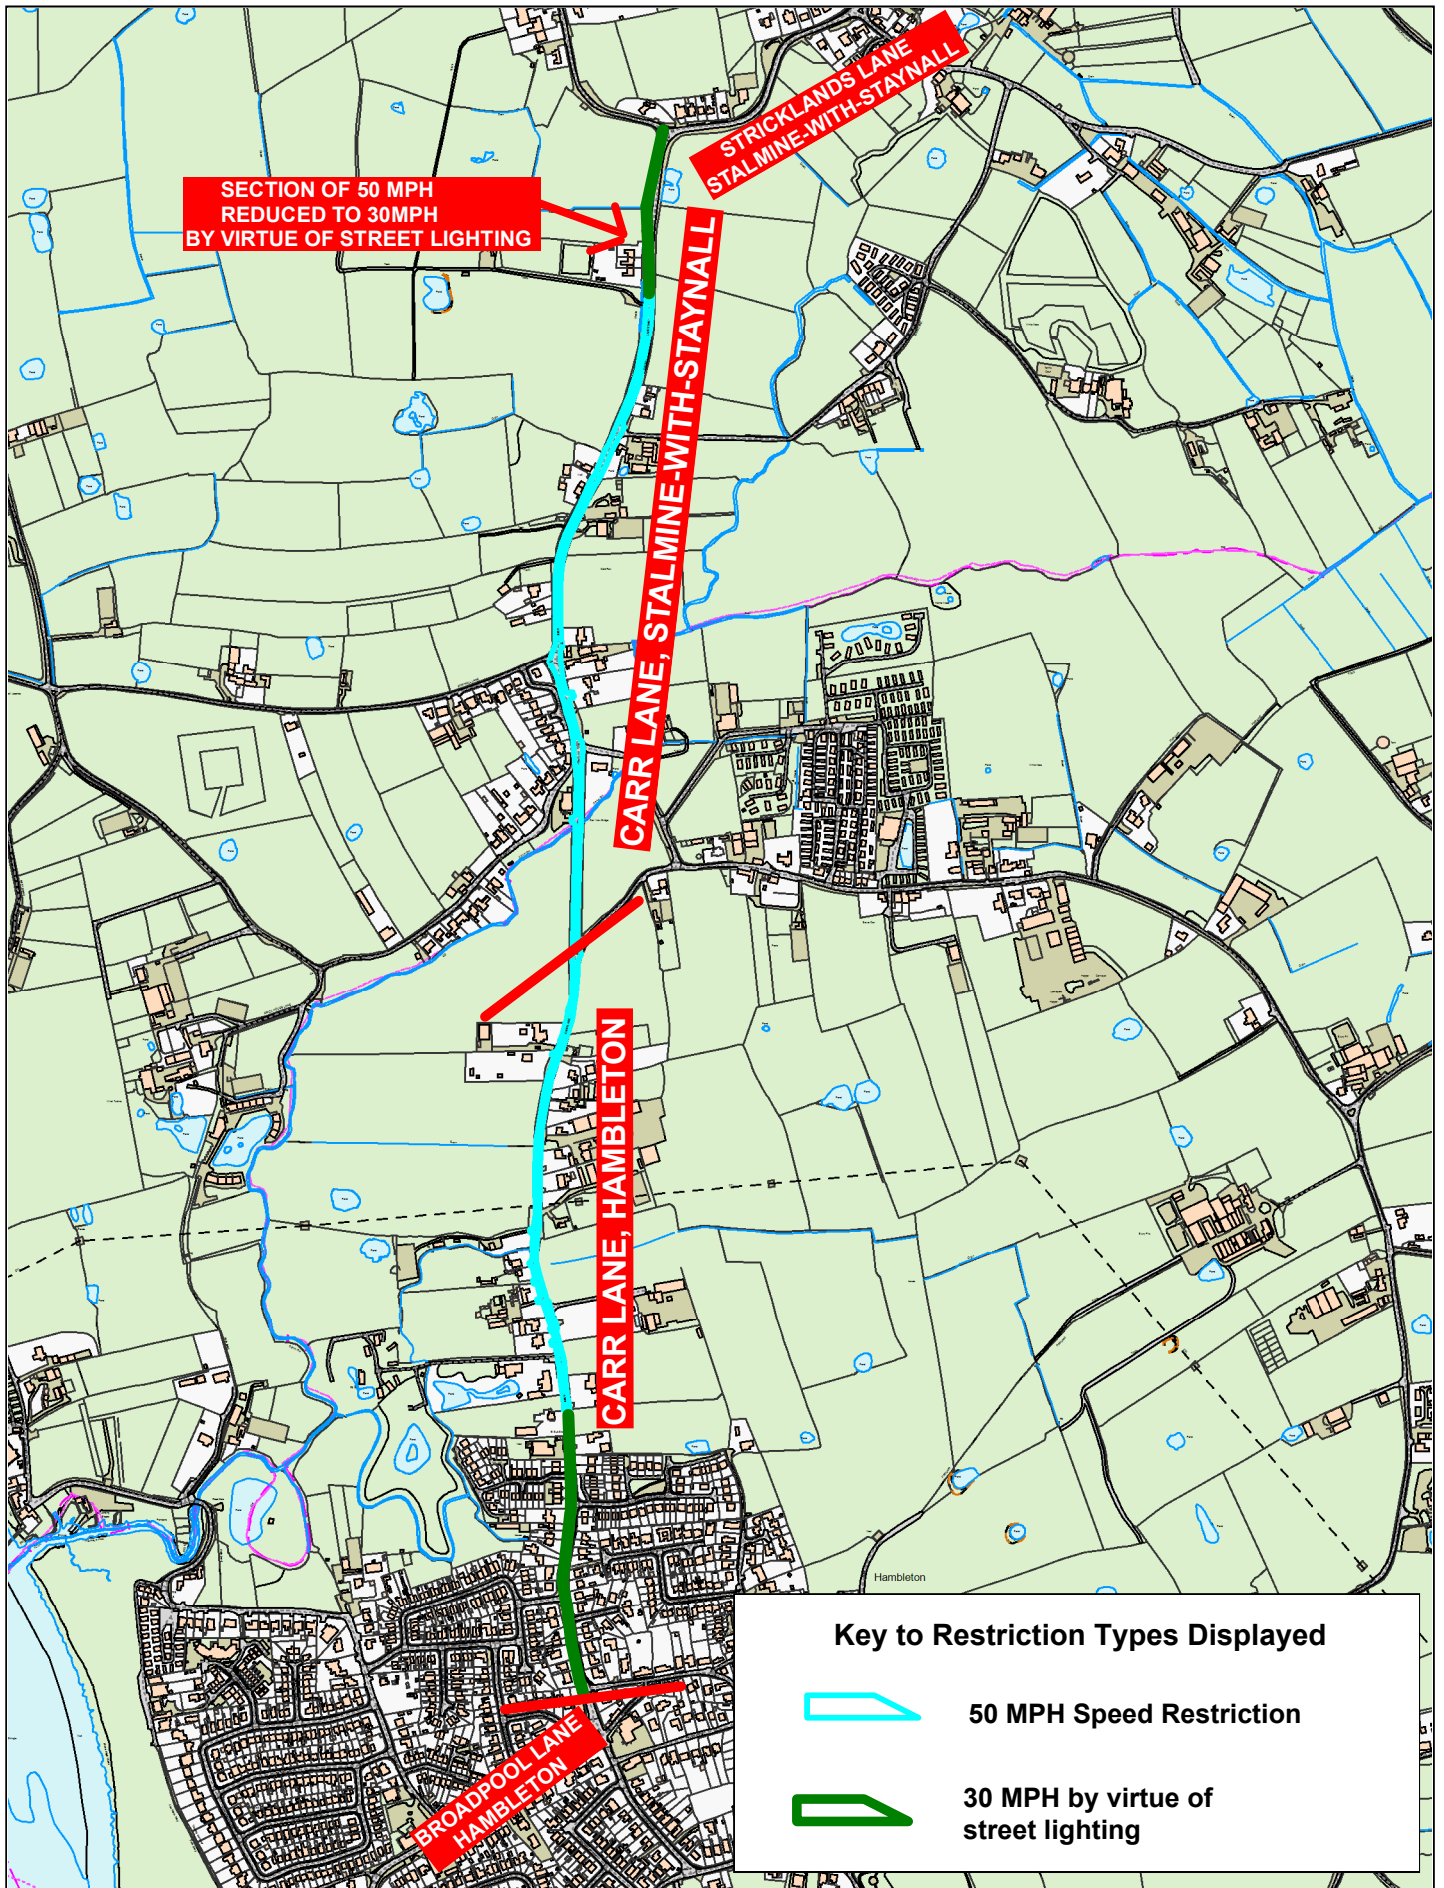 STRICKLANDS LANE
STALMINE-WITH-STAYNALL
SECTION OF 50 MPH
REDUCED TO 30MPH
BY VIRTUE OF STREET LIGHTING
CARR LANE, STALMINE-WITH-STAYNALL
CARR LANE, HAMBLETON
Hambleton
BROADPOOL LANE
HAMBLETON
Key to Restriction Types Displayed
50 MPH Speed Restriction
30 MPH by virtue of
street lighting